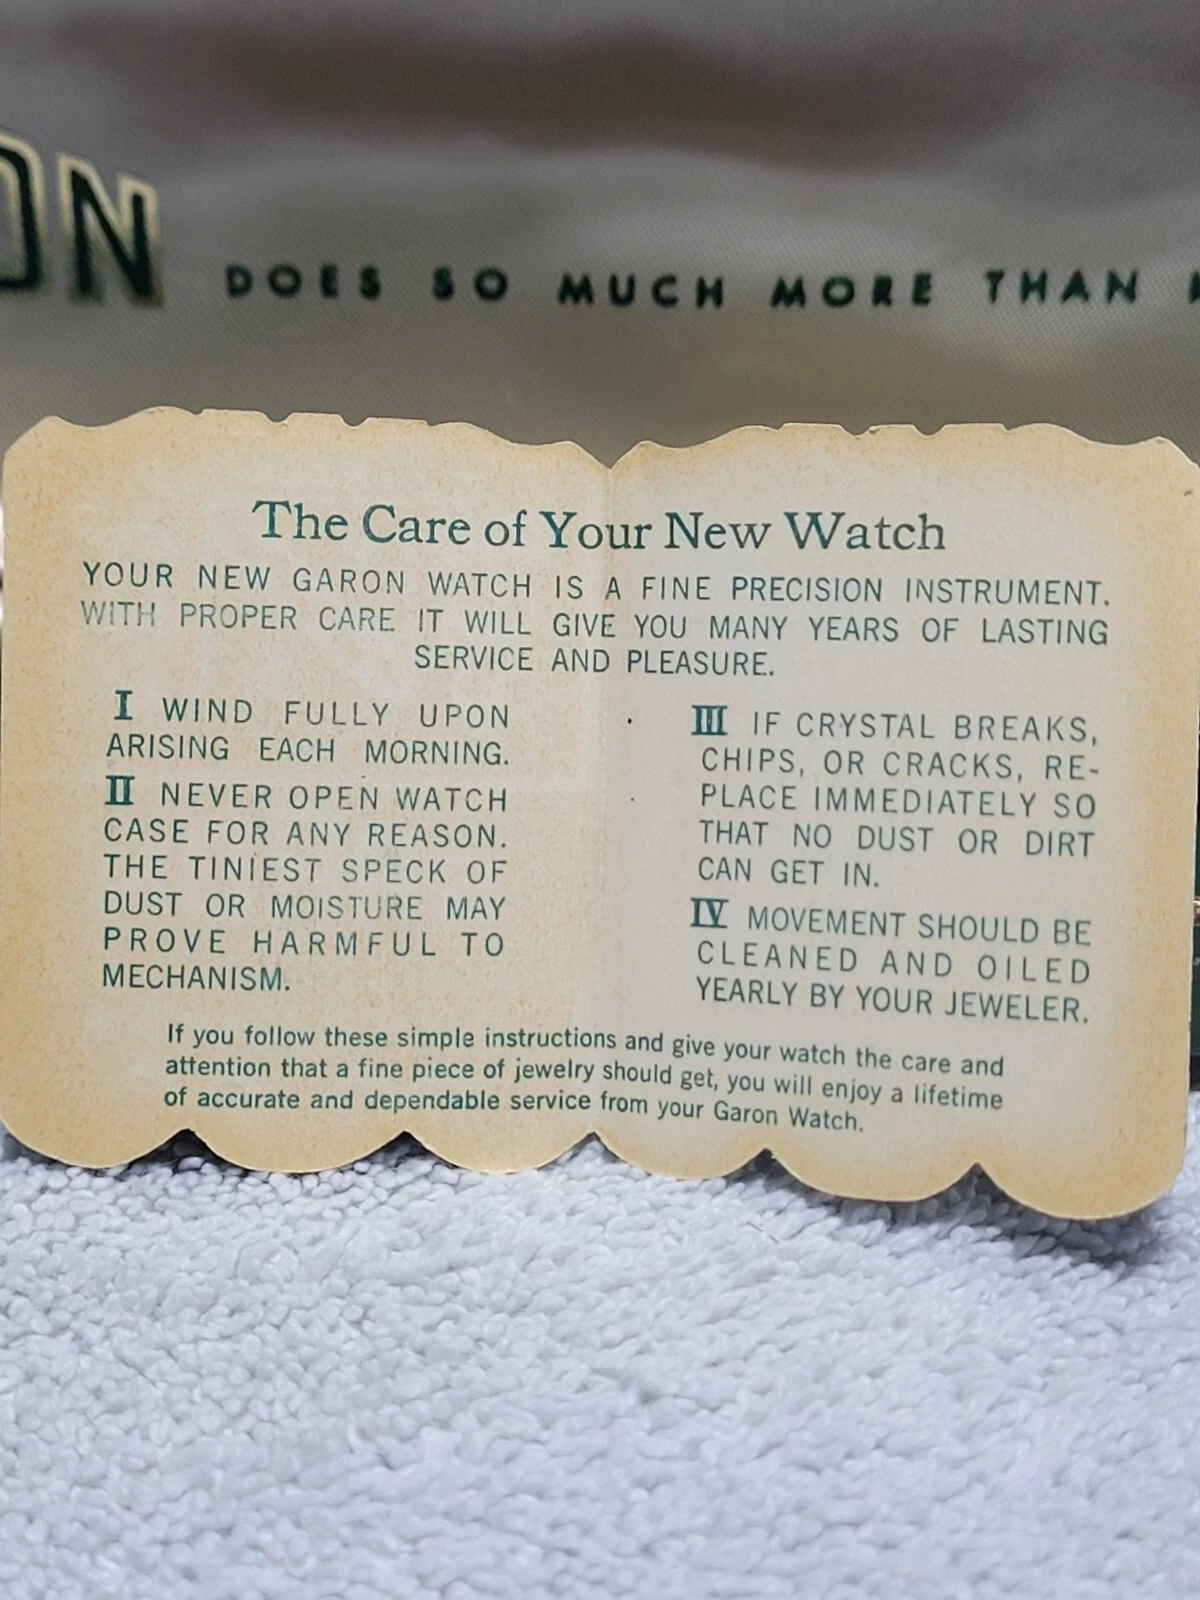 ON DOES SO MUCH MORE THAN
The Care of Your New Watch
YOUR NEW GARON WATCH IS A FINE PRECISION INSTRUMENT.
WITH PROPER CARE IT WILL GIVE YOU MANY YEARS OF LASTING
SERVICE AND PLEASURE.
I WIND FULLY UPON
ARISING EACH MORNING.
II NEVER OPEN WATCH
CASE FOR ANY REASON.
THE TINIEST SPECK OF
DUST OR MOISTURE MAY
PROVE HARMFUL TO
MECHANISM.
III IF CRYSTAL BREAKS,
CHIPS, OR CRACKS, RE-
PLACE IMMEDIATELY SO
THAT NO DUST OR DIRT
CAN GET IN.
IV MOVEMENT SHOULD BE
CLEANED AND OILED
YEARLY BY YOUR JEWELER.
If you follow these simple instructions and give your watch the care and
attention that a fine piece of jewelry should get, you will enjoy a lifetime
of accurate and dependable service from your Garon Watch.